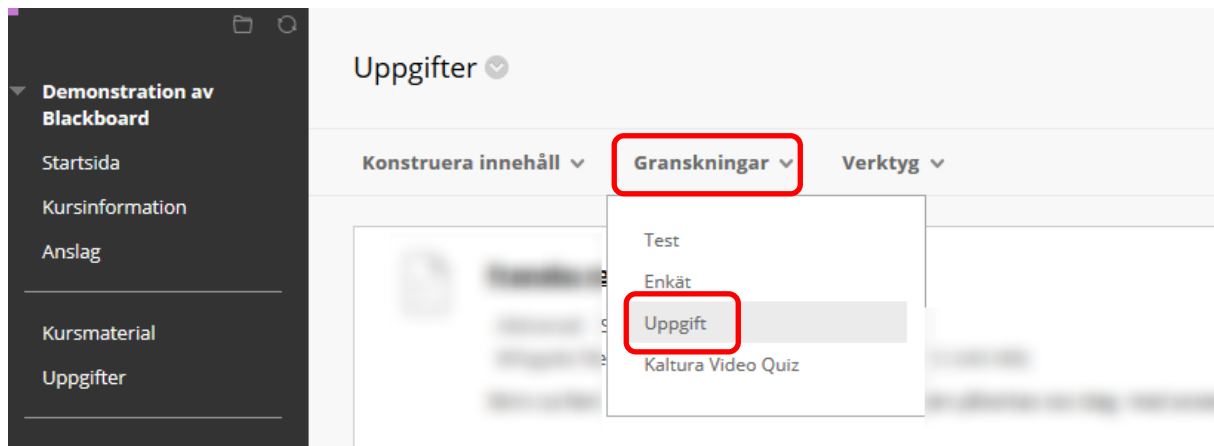 Demonstration av
Blackboard
Startsida
Kursinformation
Anslag
Kursmaterial
Uppgifter
Uppgifter
Konstruera innehåll
Granskningar
Verktyg
Test
Enkät
Uppgift
Kaltura Video Quiz